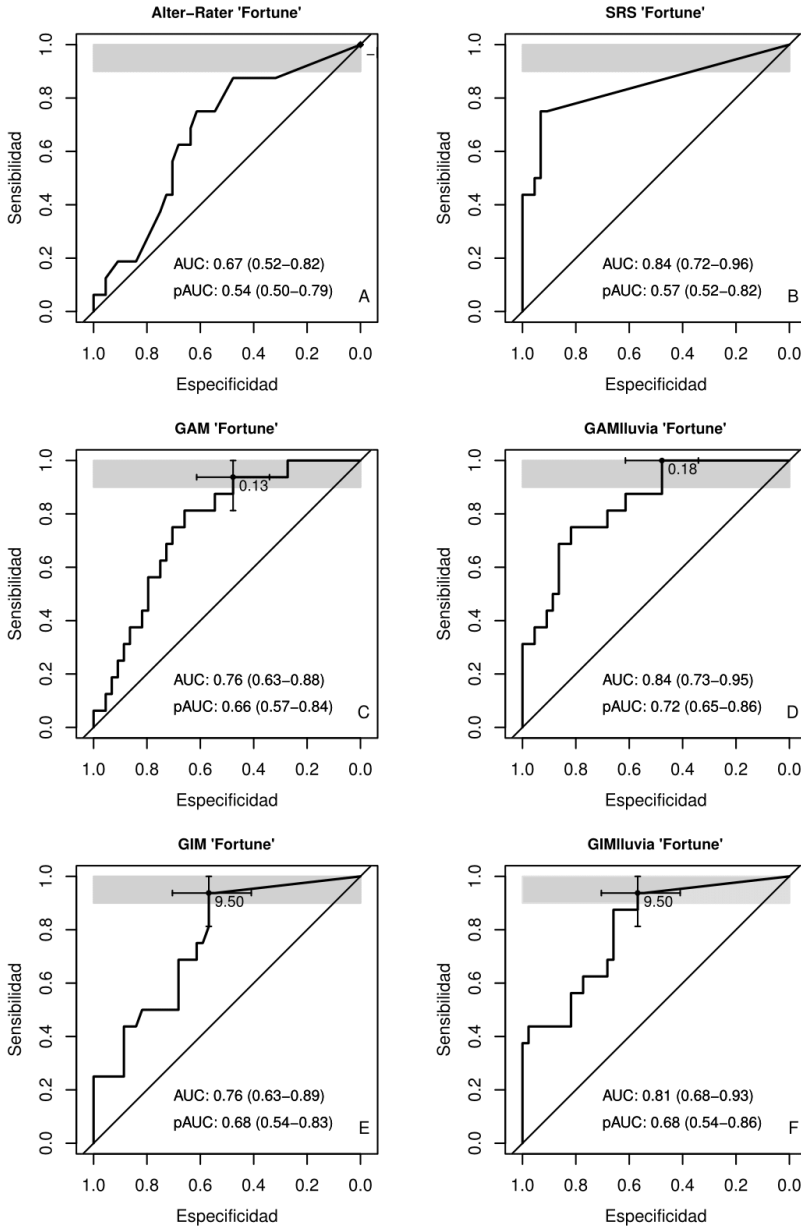 Alter−Rater 'Fortune'
Sensibilidad
0.0 0.2 0.4 0.6 0.8 1.0
AUC: 0.67 (0.52−0.82)
pAUC: 0.54 (0.50−0.79)
A
1.0 0.8 0.6 0.4 0.2 0.0
Especificidad
SRS 'Fortune'
Sensibilidad
0.0 0.2 0.4 0.6 0.8 1.0
AUC: 0.84 (0.72−0.96)
pAUC: 0.57 (0.52−0.82)
B
1.0 0.8 0.6 0.4 0.2 0.0
Especificidad
GAM 'Fortune'
Sensibilidad
0.0 0.2 0.4 0.6 0.8 1.0
0.13
AUC: 0.76 (0.63−0.88)
pAUC: 0.66 (0.57−0.84)
C
1.0 0.8 0.6 0.4 0.2 0.0
Especificidad
GAMlluvia 'Fortune'
Sensibilidad
0.0 0.2 0.4 0.6 0.8 1.0
0.18
AUC: 0.84 (0.73−0.95)
pAUC: 0.72 (0.65−0.86)
D
1.0 0.8 0.6 0.4 0.2 0.0
Especificidad
GIM 'Fortune'
Sensibilidad
0.0 0.2 0.4 0.6 0.8 1.0
9.50
AUC: 0.76 (0.63−0.89)
pAUC: 0.68 (0.54−0.83)
E
1.0 0.8 0.6 0.4 0.2 0.0
Especificidad
GIMlluvia 'Fortune'
Sensibilidad
0.0 0.2 0.4 0.6 0.8 1.0
9.50
AUC: 0.81 (0.68−0.93)
pAUC: 0.68 (0.54−0.86)
F
1.0 0.8 0.6 0.4 0.2 0.0
Especificidad